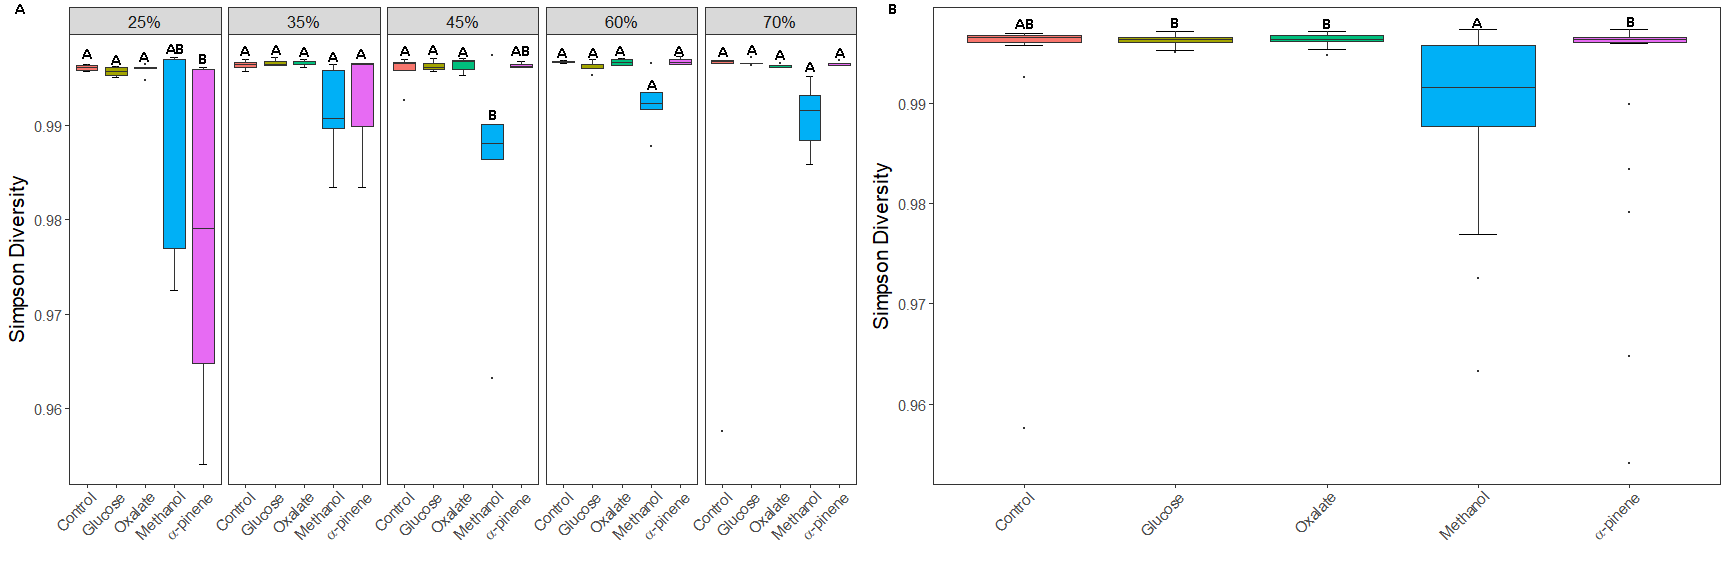 A
25%
35%
45%
60%
70%
A A A AB B
A A A A A
A A A B AB
A A A A A
A A A A A
Simpson Diversity
0.99
0.98
0.97
0.96
Control Glucose Oxalate Methanol α-pinene
Control Glucose Oxalate Methanol α-pinene
Control Glucose Oxalate Methanol α-pinene
Control Glucose Oxalate Methanol α-pinene
Control Glucose Oxalate Methanol α-pinene
B
AB B B A B
Simpson Diversity
0.99
0.98
0.97
0.96
Control Glucose Oxalate Methanol α-pinene